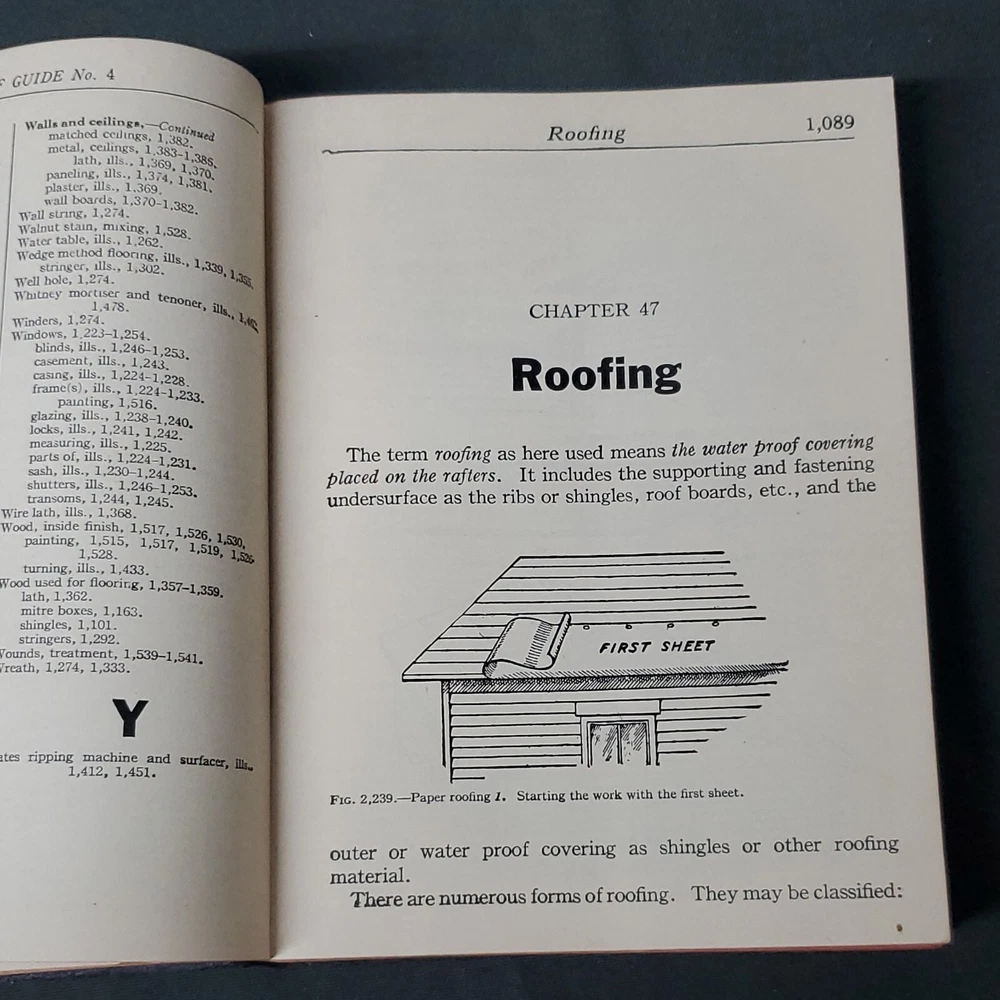 GUIDE No. 4
Walls and ceilings,—Continued
matched ceilings, 1,382.
metal, ceilings, 1,383–1,386.
lath, ills., 1,369, 1,370.
paneling, ills., 1,374, 1,381.
plaster, ills., 1,369.
wall boards, 1,370–1,382.
Wall string, 1,274.
Walnut stain, mixing, 1,528.
Water table, ills., 1,262.
Wedge method flooring, ills., 1,339, 1,355.
stringer, ills., 1,302.
Well hole, 1,274.
Whitney mortiser and tenoner, ills.,
1,478.
Winders, 1,274.
Windows, 1,223–1,254.
blinds, ills., 1,246–1,253.
casement, ills., 1,243.
casing, ills., 1,224–1,228.
frame(s), ills., 1,224–1,233.
painting, 1,516.
glazing, ills., 1,238–1,240.
locks, ills., 1,241, 1,242.
measuring, ills., 1,225.
parts of, ills., 1,224–1,231.
sash, ills., 1,230–1,244.
shutters, ills., 1,246–1,253.
transoms, 1,244, 1,245.
Wire lath, ills., 1,368.
Wood, inside finish, 1,517, 1,526, 1,530.
painting, 1,515, 1,517, 1,519, 1,526,
1,528.
turning, ills., 1,433.
Wood used for flooring, 1,357–1,359.
lath, 1,362.
mitre boxes, 1,163.
shingles, 1,101.
stringers, 1,292.
Wounds, treatment, 1,539–1,541.
Wreath, 1,274, 1,333.
Y
ates ripping machine and surfacer, ills.,
1,412, 1,451.
Roofing 1,089
CHAPTER 47
Roofing
The term roofing as here used means the water proof covering
placed on the rafters. It includes the supporting and fastening
undersurface as the ribs or shingles, roof boards, etc., and the
FIRST SHEET
FIG. 2,239.—Paper roofing 1. Starting the work with the first sheet.
outer or water proof covering as shingles or other roofing
material.
There are numerous forms of roofing. They may be classified: